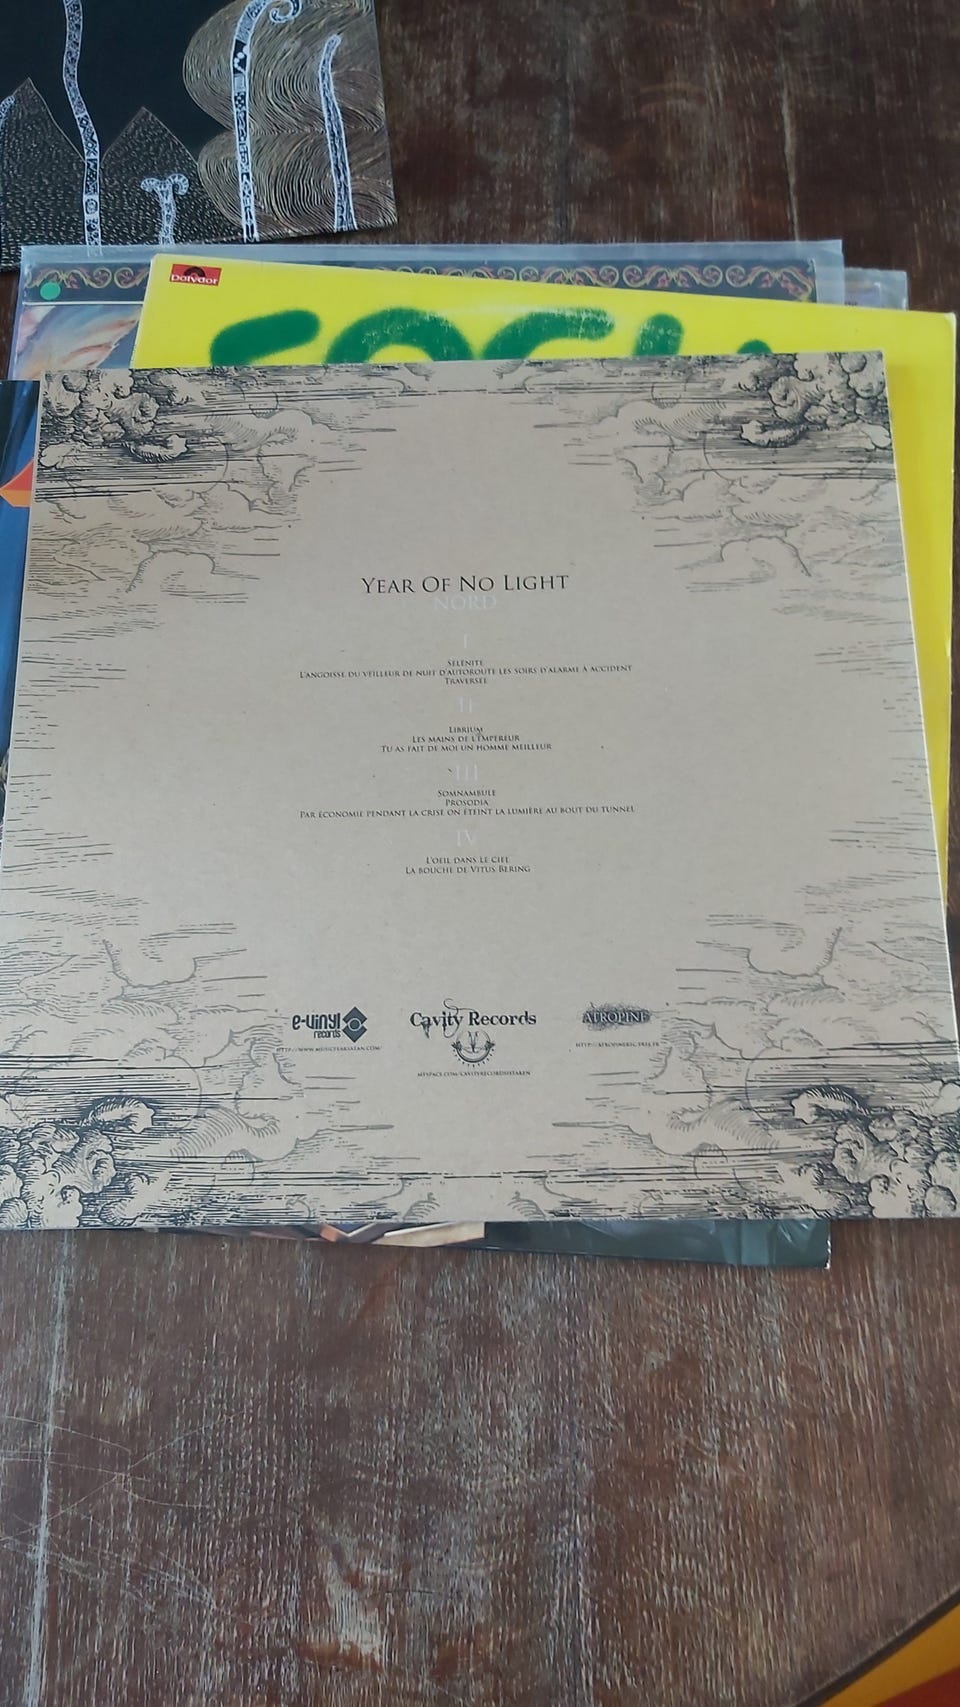 Polydor
YEAR OF NO LIGHT
NORD
I
SÉLÉNITE
L'ANGOISSE DU VEILLEUR DE NUIT D'AUTOROUTE LES SOIRS D'ALARME À ACCIDENT
TRAVERSÉE
II
LIBRIUM
LES MAINS DE L'EMPEREUR
TU AS FAIT DE MOI UN HOMME MEILLEUR
III
SOMNAMBULE
PROSODIA
PAR ÉCONOMIE PENDANT LA CRISE ON ÉTEINT LA LUMIÈRE AU BOUT DU TUNNEL
IV
L'OEIL DANS LE CIEL
LA BOUCHE DE VITUS BERING
e-vinyl
records
Cavity Records
ATROPINE